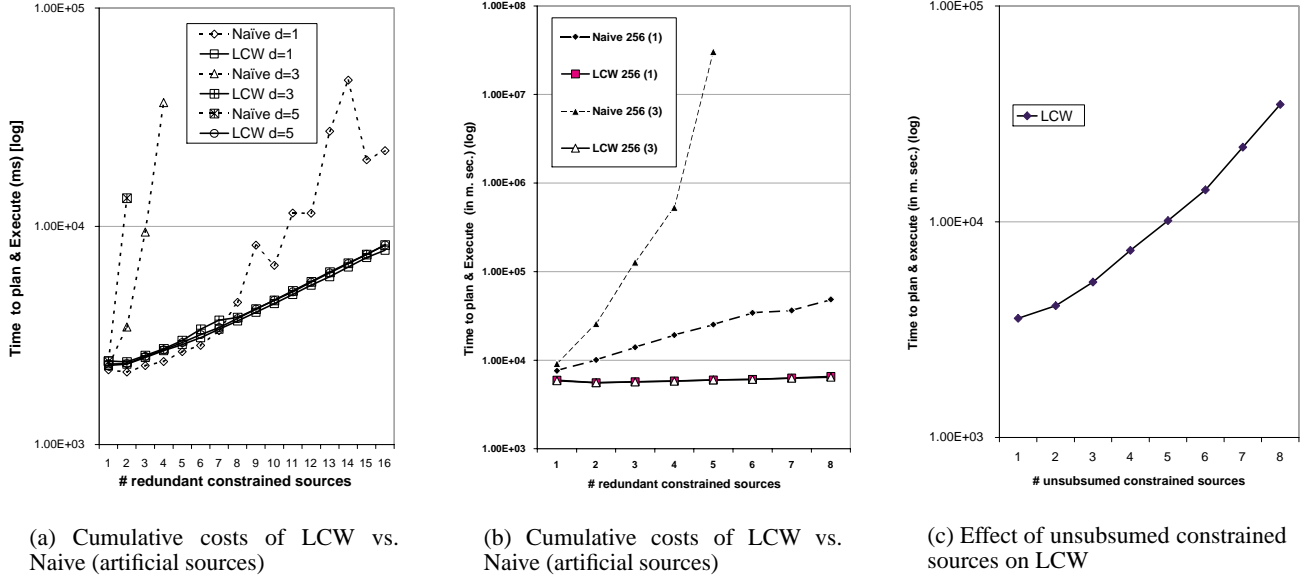 1.00E+05
1.00E+04
1.00E+03
Time to plan & Execute (ms) [log]
Naïve d=1
LCW d=1
Naïve d=3
LCW d=3
Naïve d=5
LCW d=5
1 2 3 4 5 6 7 8 9 10 11 12 13 14 15 16
# redundant constrained sources
(a) Cumulative costs of LCW vs.
Naive (artificial sources)
1.00E+08
1.00E+07
1.00E+06
1.00E+05
1.00E+04
1.00E+03
Time to plan & Execute (in m. sec.) (log)
Naive 256 (1)
LCW 256 (1)
Naive 256 (3)
LCW 256 (3)
1 2 3 4 5 6 7 8
# redundant constrained sources
(b) Cumulative costs of LCW vs.
Naive (artificial sources)
1.00E+05
1.00E+04
1.00E+03
Time to plan & execute (in m. sec.) (log)
LCW
1 2 3 4 5 6 7 8
# unsubsumed constrained sources
(c) Effect of unsubsumed constrained
sources on LCW